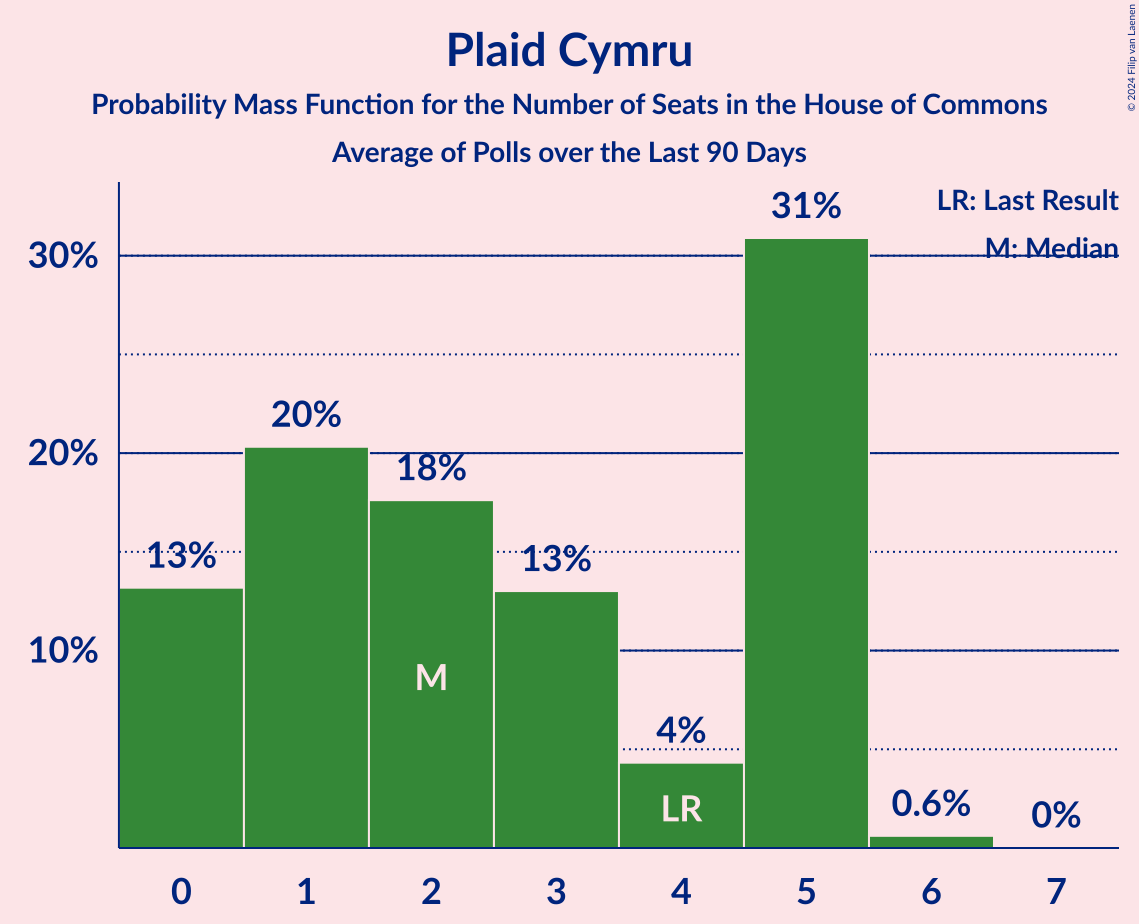 Plaid Cymru
Probability Mass Function for the Number of Seats in the House of Commons
Average of Polls over the Last 90 Days
© 2024 Filip van Laenen
LR: Last Result
M: Median
30%
20%
10%
13%
20%
18%
13%
4%
31%
0.6%
0%
M
LR
0 1 2 3 4 5 6 7